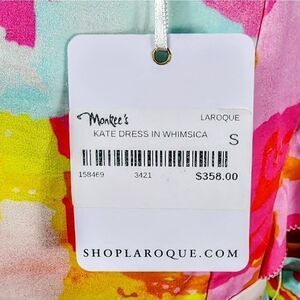 Monkee's LAROQUE
KATE DRESS IN WHIMSICA S
158469 3421 $358.00
SHOPLAROQUE.COM